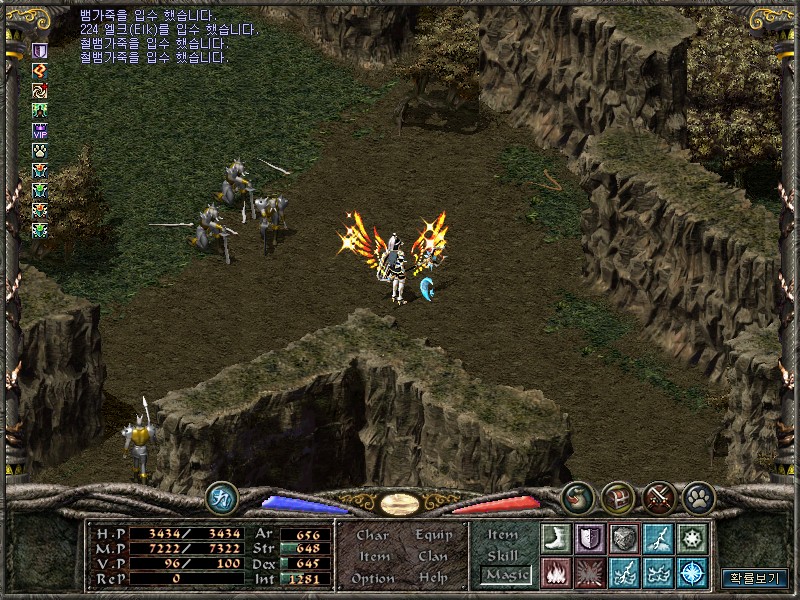 뱀가죽을 입수 했습니다.
224 엘크(Elk)를 입수 했습니다.
철뱀가죽을 입수 했습니다.
철뱀가죽을 입수 했습니다.
VIP
H.P 3434/ 3434 Ar 656
M.P 7222/ 7322 Str 648
V.P 96/ 100 Dex 645
ReP 0 Int 1281
Char Equip Item
Item Clan Skill
Option Help Magic
확률보기